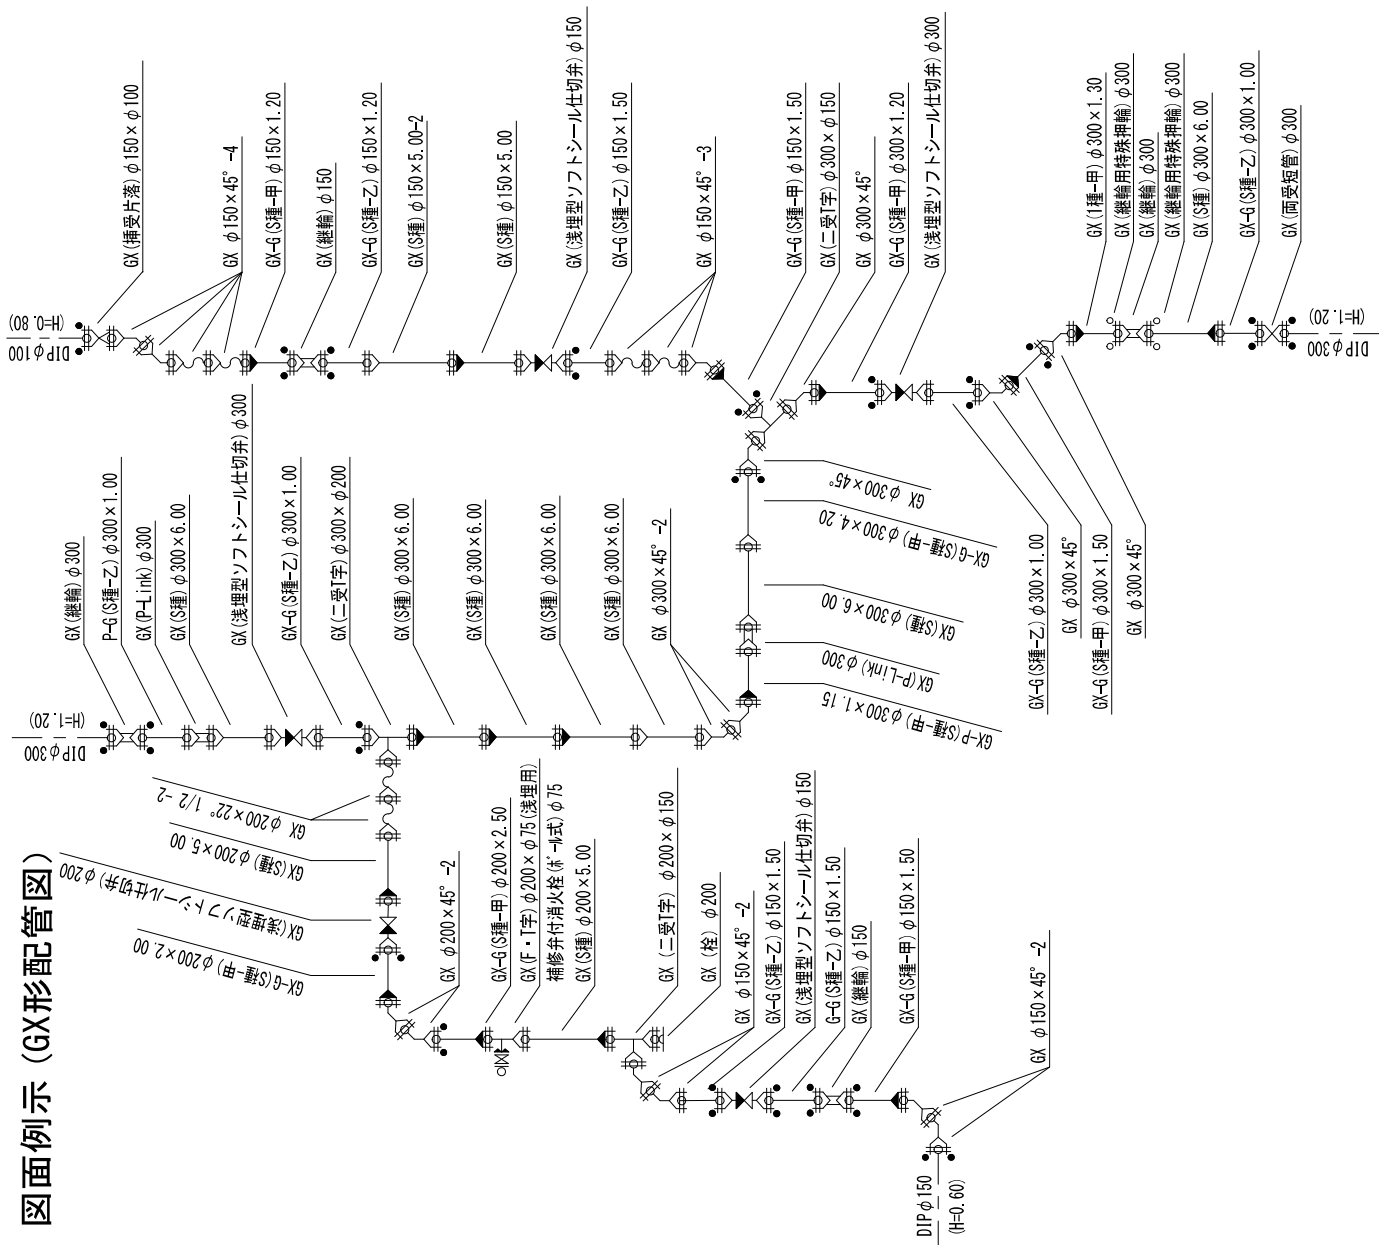 図面例示 (GX形配管図)
DIPφ100
(H=0.80)
GX(挿受片落)φ150×φ100
GX φ150×45° -4
GX-G(S種-甲)φ150×1.20
GX(継輪)φ150
GX-G(S種-乙)φ150×1.20
GX(S種)φ150×5.00-2
GX(S種)φ150×5.00
GX(浅埋型ソフトシール仕切弁)φ150
GX-G(S種-乙)φ150×1.50
GX φ150×45° -3
GX-G(S種-甲)φ150×1.50
GX(二受T字)φ300×φ150
GX φ300×45°
GX-G(S種-甲)φ300×1.20
GX(浅埋型ソフトシール仕切弁)φ300
GX(1種-甲)φ300×1.30
GX(継輪用特殊押輪)φ300
GX(継輪)φ300
GX(継輪用特殊押輪)φ300
GX(S種)φ300×6.00
GX-G(S種-乙)φ300×1.00
GX(両受短管)φ300
DIPφ300
(H=1.20)
DIPφ300
(H=1.20)
GX(継輪)φ300
P-G(S種-乙)φ300×1.00
GX(P-Link)φ300
GX(S種)φ300×6.00
GX(浅埋型ソフトシール仕切弁)φ300
GX-G(S種-乙)φ300×1.00
GX(二受T字)φ300×φ200
GX(S種)φ300×6.00
GX(S種)φ300×6.00
GX(S種)φ300×6.00
GX(S種)φ300×6.00
GX φ300×45° -2
GX φ300×45°
GX-G(S種-甲)φ300×4.20
GX(S種)φ300×6.00
GX(P-Link)φ300
GX-P(S種-甲)φ300×1.15
GX-G(S種-乙)φ300×1.00
GX φ300×45°
GX-G(S種-甲)φ300×1.50
GX φ300×45°
GX φ200×22° 1/2 -2
GX(S種)φ200×5.00
GX(浅埋型ソフトシール仕切弁)φ200
GX-G(S種-甲)φ200×2.00
GX φ200×45° -2
GX-G(S種-甲)φ200×2.50
GX(F・T字)φ200×φ75(浅埋用)
補修弁付消火栓(ボール式)φ75
GX(S種)φ200×5.00
GX (二受T字)φ200×φ150
GX (栓)φ200
GX φ150×45° -2
GX-G(S種-乙)φ150×1.50
GX(浅埋型ソフトシール仕切弁)φ150
G-G(S種-乙)φ150×1.50
GX(継輪)φ150
GX-G(S種-甲)φ150×1.50
GX φ150×45° -2
DIPφ150
(H=0.60)